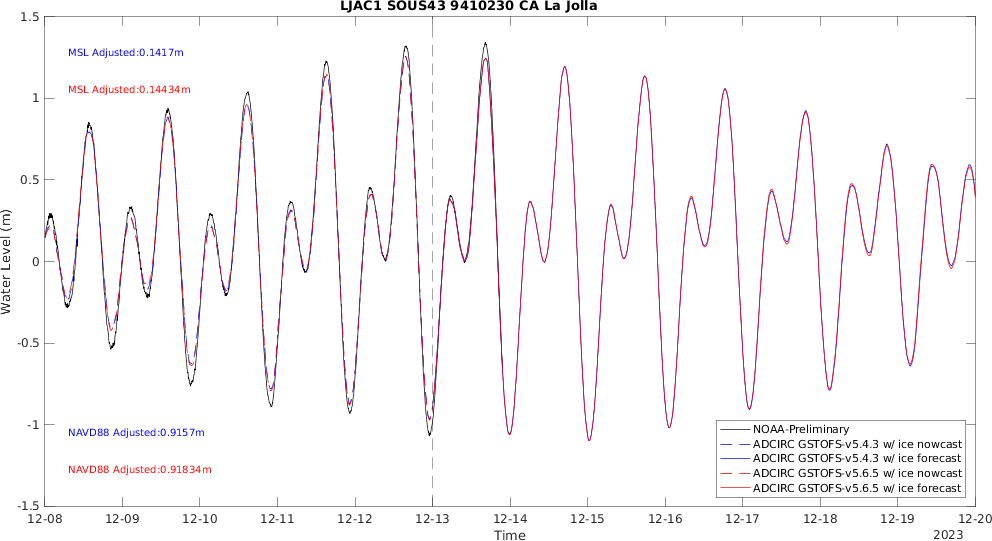 LJAC1 SOUS43 9410230 CA La Jolla
1.5
1
0.5
0
-0.5
-1
-1.5
Water Level (m)
MSL Adjusted:0.1417m
MSL Adjusted:0.14434m
NAVD88 Adjusted:0.9157m
NAVD88 Adjusted:0.91834m
NOAA-Preliminary
ADCIRC GSTOFS-v5.4.3 w/ ice nowcast
ADCIRC GSTOFS-v5.4.3 w/ ice forecast
ADCIRC GSTOFS-v5.6.5 w/ ice nowcast
ADCIRC GSTOFS-v5.6.5 w/ ice forecast
12-08 12-09 12-10 12-11 12-12 12-13 12-14 12-15 12-16 12-17 12-18 12-19 12-20
Time
2023